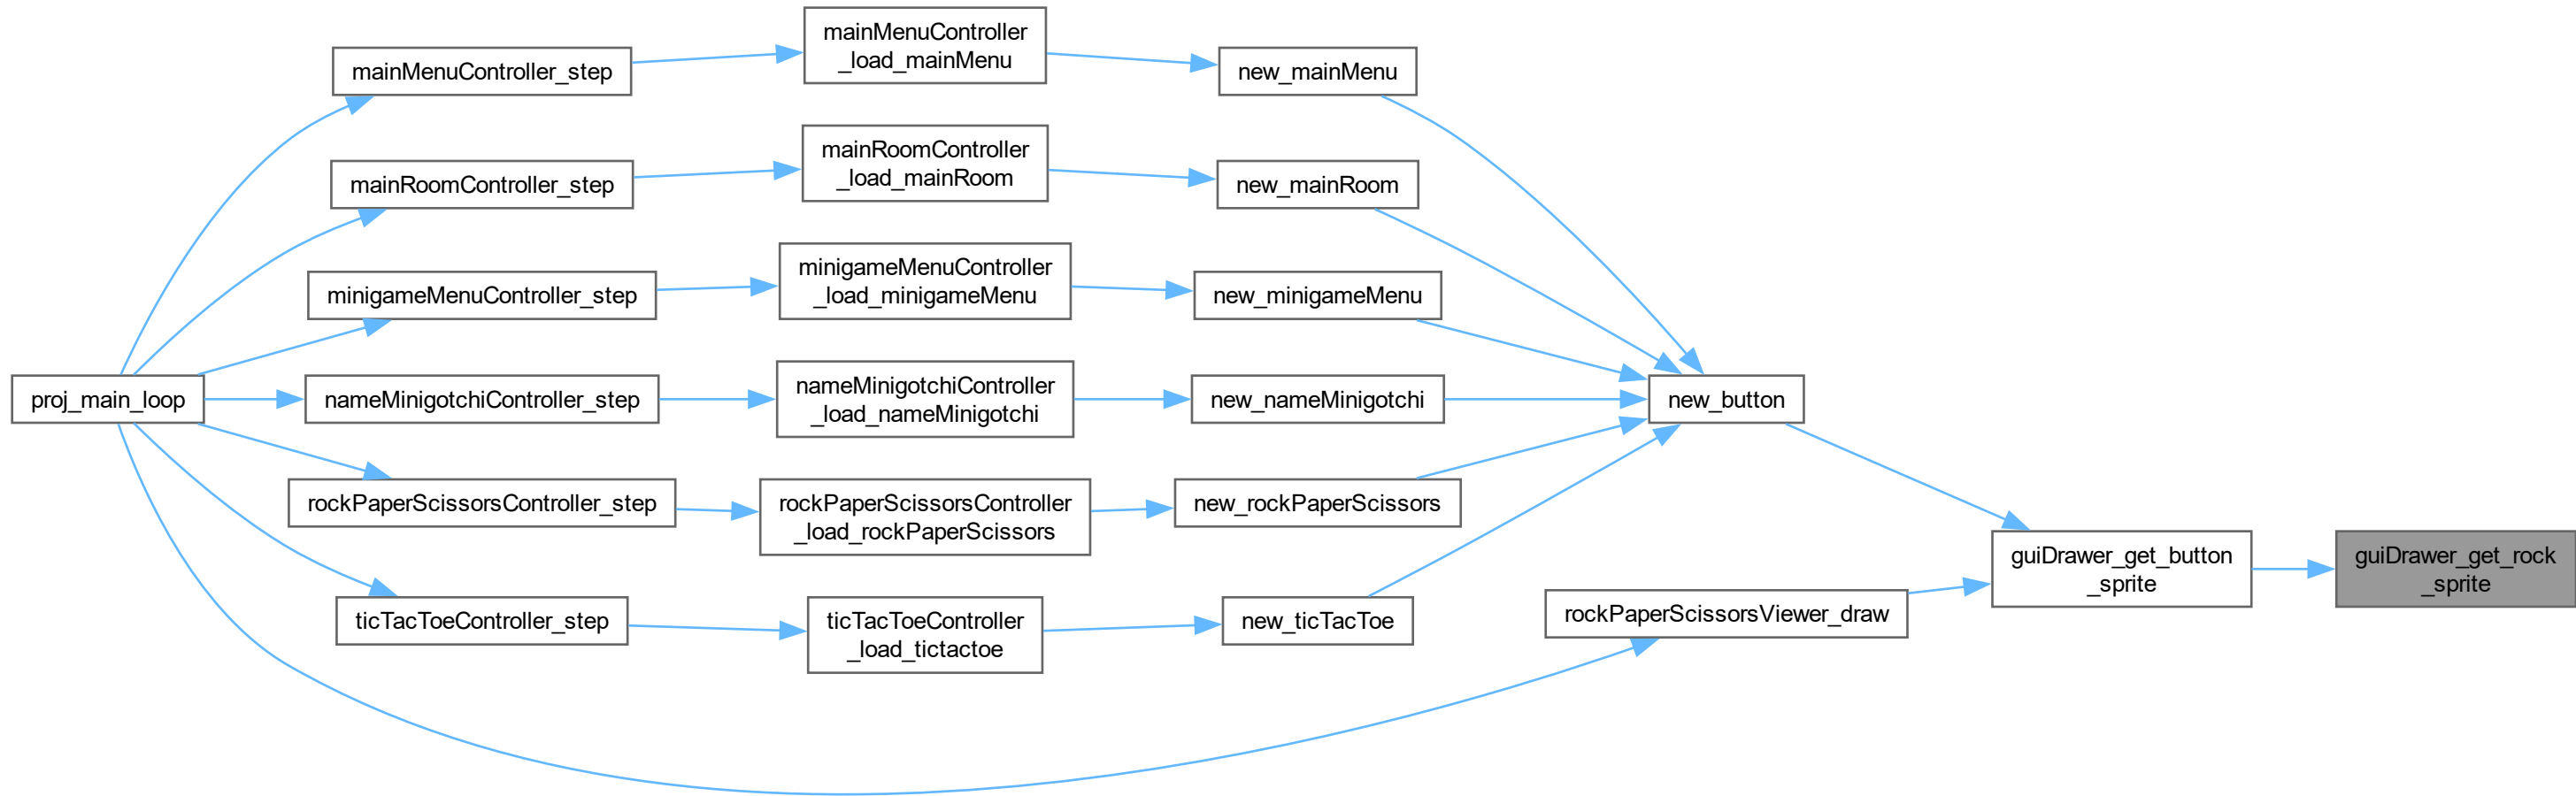 mainMenuController
_load_mainMenu
mainMenuController_step
new_mainMenu
mainRoomController
_load_mainRoom
mainRoomController_step
new_mainRoom
minigameMenuController
_load_minigameMenu
minigameMenuController_step
new_minigameMenu
proj_main_loop
nameMinigotchiController_step
nameMinigotchiController
_load_nameMinigotchi
new_nameMinigotchi
new_button
rockPaperScissorsController_step
rockPaperScissorsController
_load_rockPaperScissors
new_rockPaperScissors
guiDrawer_get_button
_sprite
guiDrawer_get_rock
_sprite
ticTacToeController_step
ticTacToeController
_load_tictactoe
new_ticTacToe
rockPaperScissorsViewer_draw